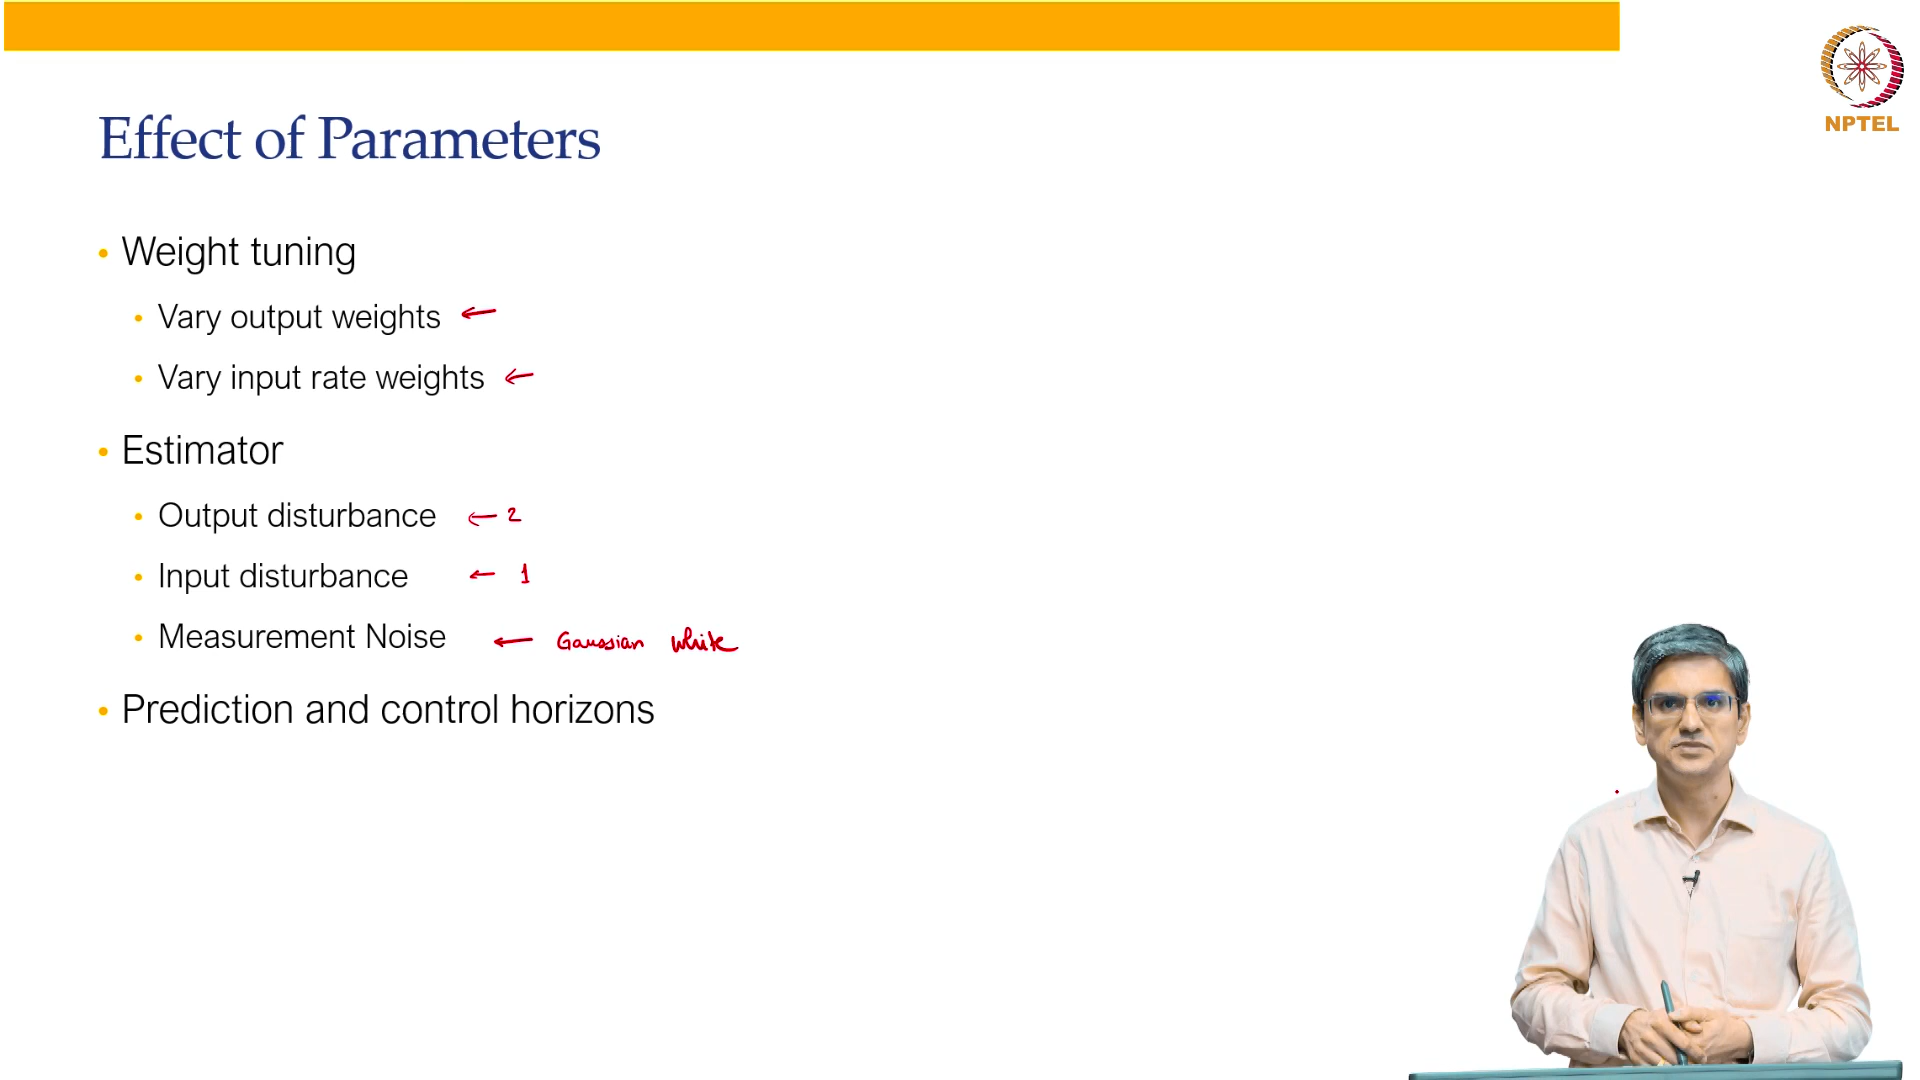 NPTEL
Effect of Parameters
• Weight tuning
• Vary output weights ←
• Vary input rate weights ←
• Estimator
• Output disturbance ← 2
• Input disturbance ← 1
• Measurement Noise ← Gaussian white
• Prediction and control horizons